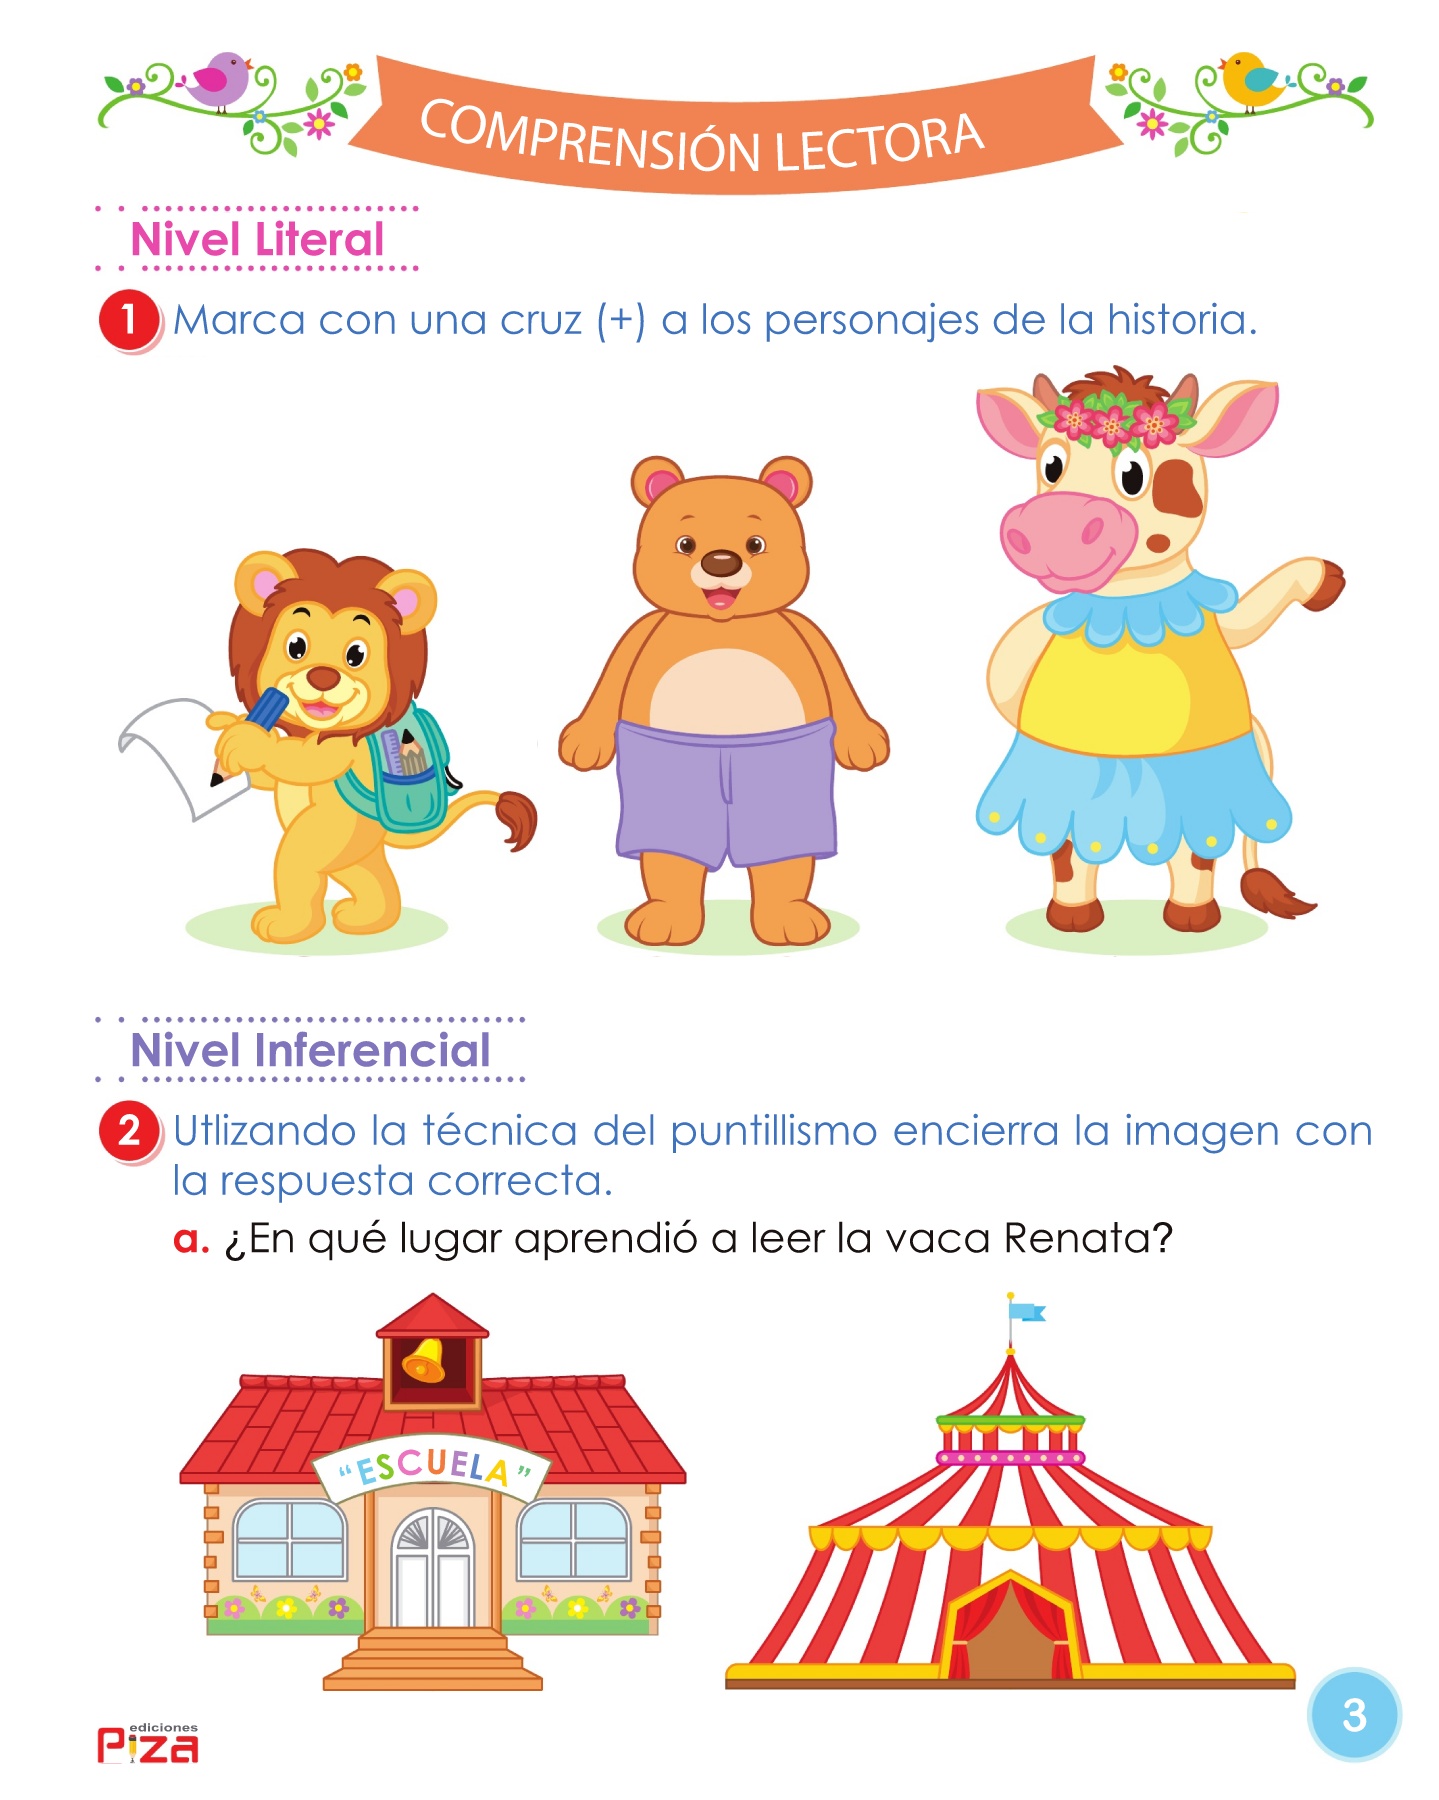 COMPRENSIÓN LECTORA
Nivel Literal
1 Marca con una cruz (+) a los personajes de la historia.
Nivel Inferencial
2 Utlizando la técnica del puntillismo encierra la imagen con
la respuesta correcta.
a. ¿En qué lugar aprendió a leer la vaca Renata?
“ESCUELA”
ediciones
Piza
3